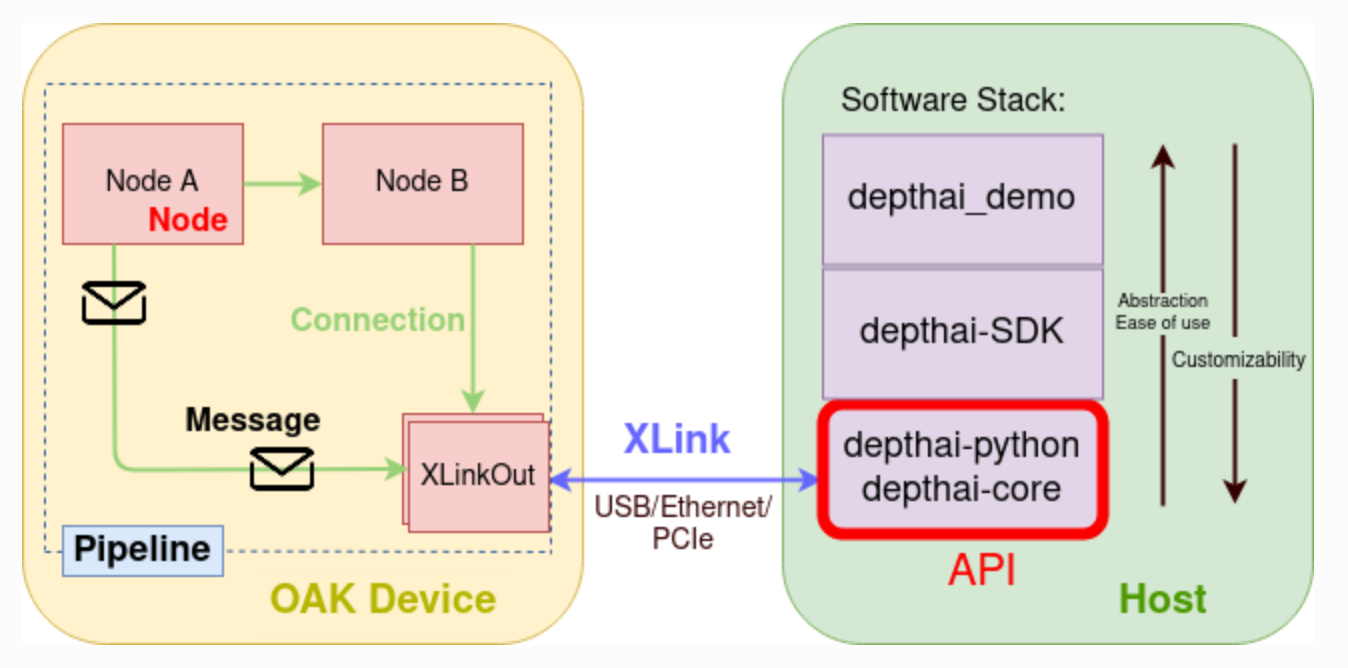 Node A
Node
Node B
Connection
Message
XLinkOut
Pipeline
OAK Device
XLink
USB/Ethernet/
PCIe
Software Stack:
depthai_demo
depthai-SDK
depthai-python
depthai-core
API
Abstraction
Ease of use
Customizability
Host